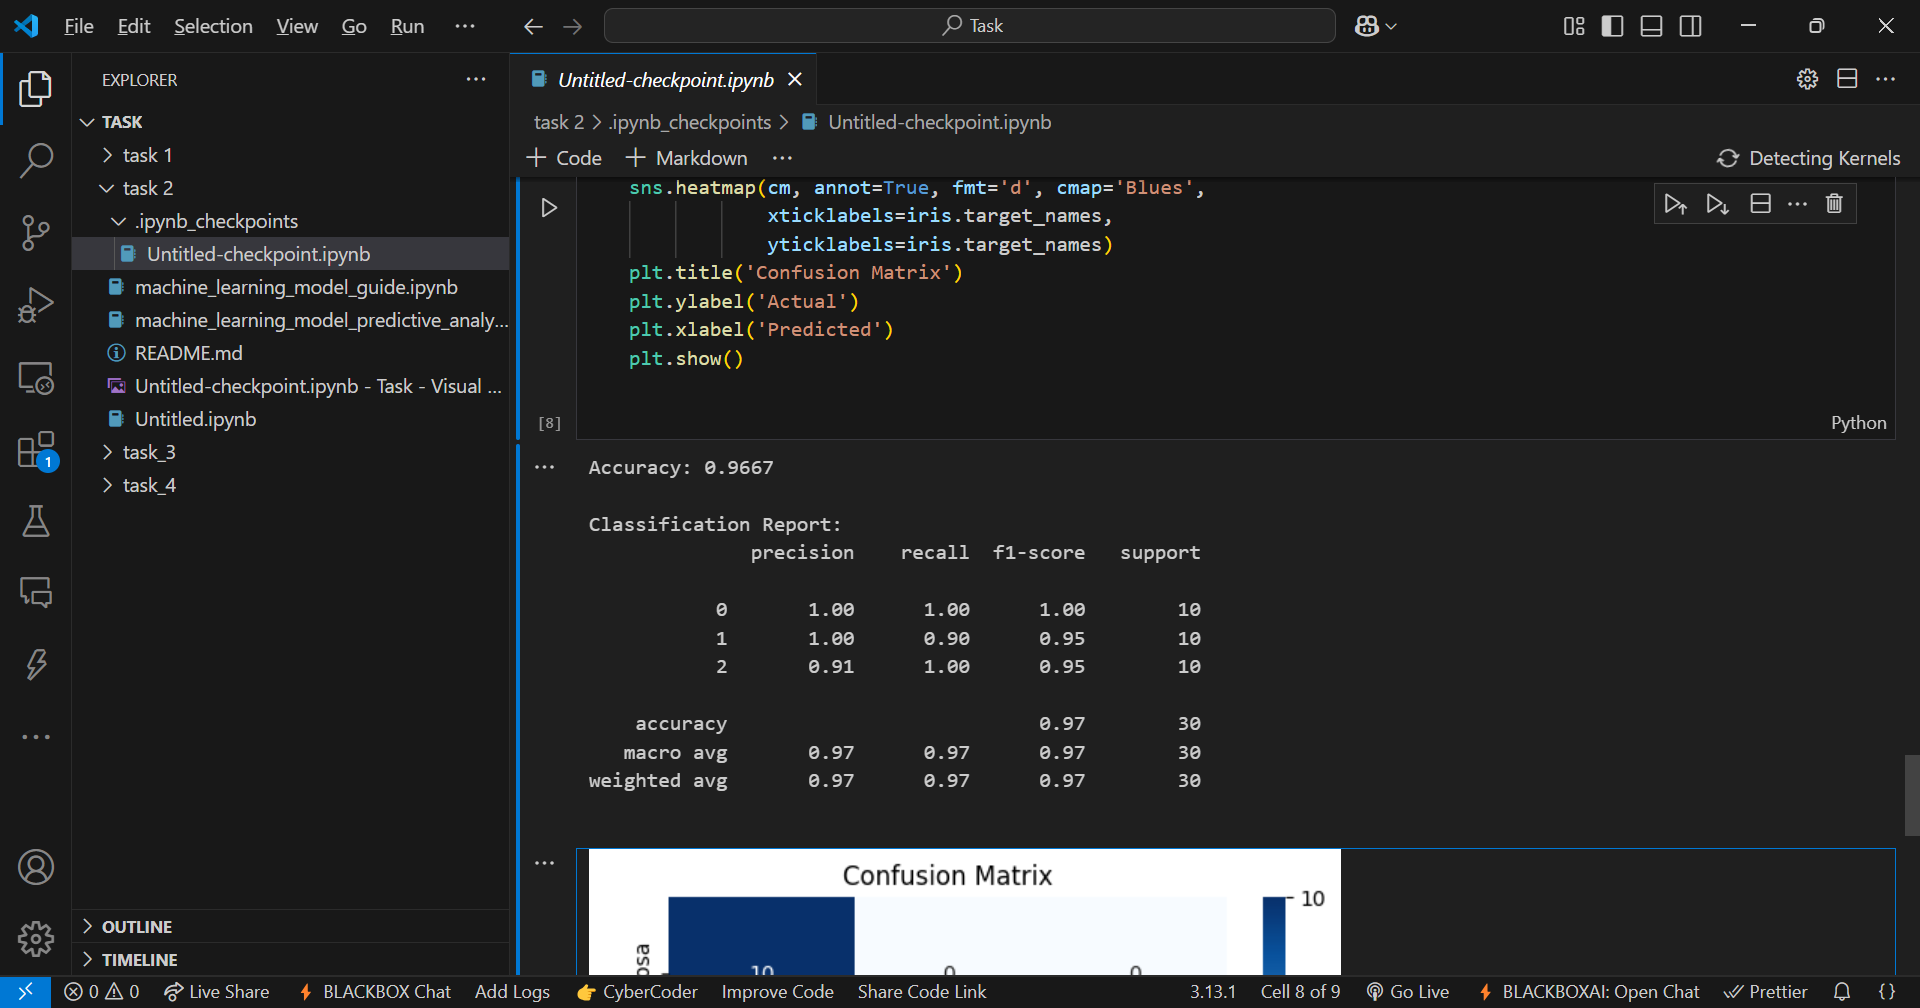 File Edit Selection View Go Run ···
Task
EXPLORER
TASK
task 1
task 2
.ipynb_checkpoints
Untitled-checkpoint.ipynb
machine_learning_model_guide.ipynb
machine_learning_model_predictive_analy...
README.md
Untitled-checkpoint.ipynb - Task - Visual ...
Untitled.ipynb
task_3
task_4
1
OUTLINE
TIMELINE
Untitled-checkpoint.ipynb
task 2 > .ipynb_checkpoints > Untitled-checkpoint.ipynb
+ Code + Markdown ···
Detecting Kernels
sns.heatmap(cm, annot=True, fmt='d', cmap='Blues',
xticklabels=iris.target_names,
yticklabels=iris.target_names)
plt.title('Confusion Matrix')
plt.ylabel('Actual')
plt.xlabel('Predicted')
plt.show()
[8]
Python
Accuracy: 0.9667
Classification Report:
precision recall f1-score support
0 1.00 1.00 1.00 10
1 1.00 0.90 0.95 10
2 0.91 1.00 0.95 10
accuracy 0.97 30
macro avg 0.97 0.97 0.97 30
weighted avg 0.97 0.97 0.97 30
Confusion Matrix
10
10 0 0
0 0 Live Share BLACKBOX Chat Add Logs 👉 CyberCoder Improve Code Share Code Link 3.13.1 Cell 8 of 9 Go Live BLACKBOXAI: Open Chat Prettier {}